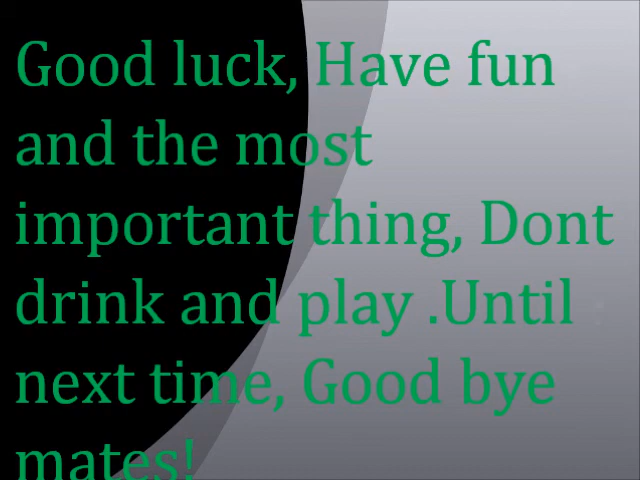 Good luck, Have fun
and the most
important thing, Dont
drink and play .Until
next time, Good bye
mates!